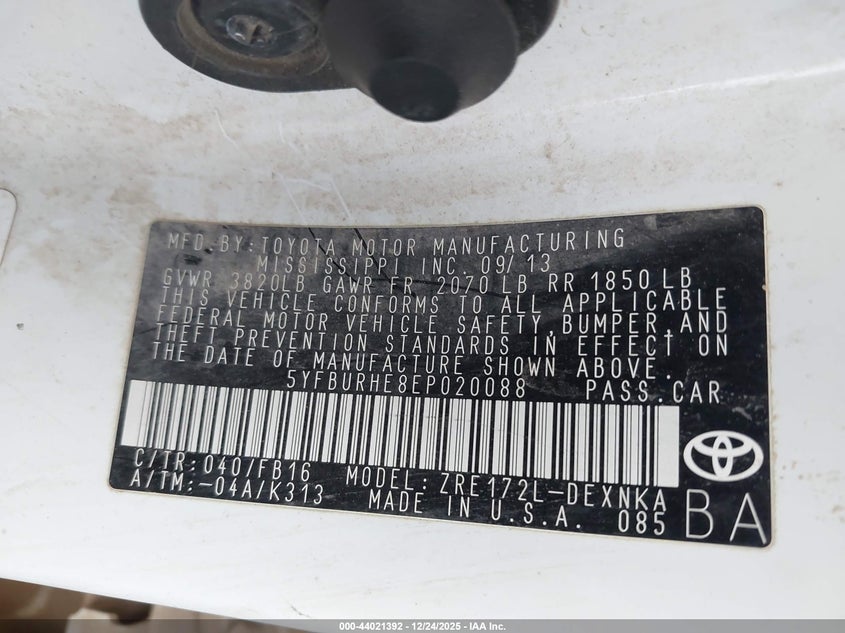 MFD. BY: TOYOTA MOTOR MANUFACTURING
MISSISSIPPI INC. 09/13
GVWR 3820LB GAWR FR 2070 LB RR 1850 LB
THIS VEHICLE CONFORMS TO ALL APPLICABLE
FEDERAL MOTOR VEHICLE SAFETY, BUMPER, AND
THEFT PREVENTION STANDARDS IN EFFECT ON
THE DATE OF MANUFACTURE SHOWN ABOVE.
5YFBURHE8EP020088 PASS. CAR
C/TR: 040/FB16 MODEL: ZRE172L-DEXNKA
A/TM: -04A/K313 MADE IN U.S.A. 085 BA
000-44021392 - 12/24/2025 - IAA Inc.